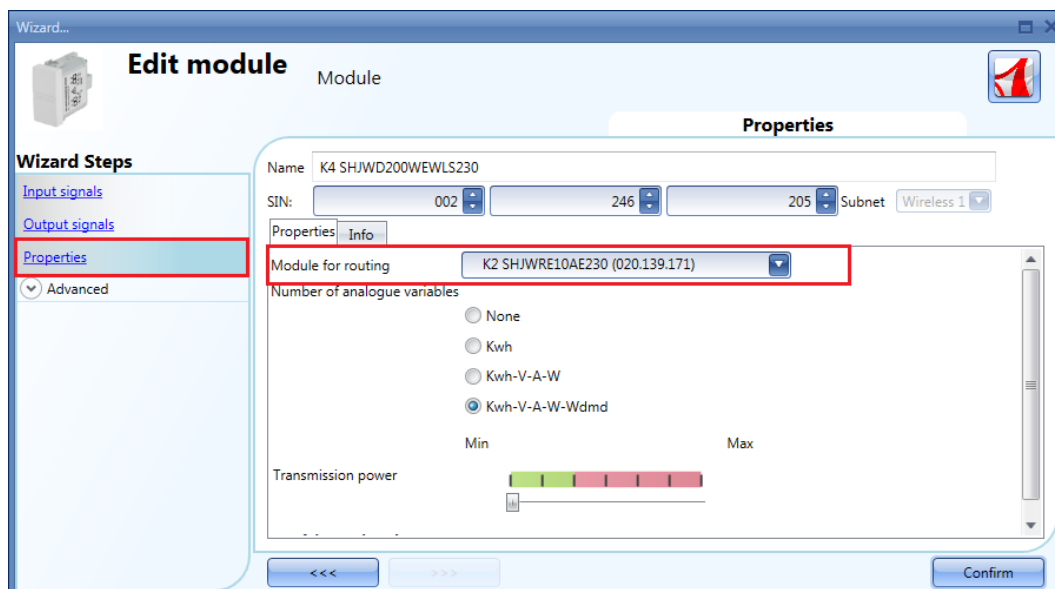 Wizard...
Edit module
Module
Properties
Wizard Steps
Input signals
Output signals
Properties
Advanced
Name K4 SHJWD200WEWLS230
SIN: 002 246 205 Subnet Wireless 1
Properties Info
Module for routing K2 SHJWRE10AE230 (020.139.171)
Number of analogue variables
None
Kwh
Kwh-V-A-W
Kwh-V-A-W-Wdmd
Min Max
Transmission power
<<< >>> Confirm